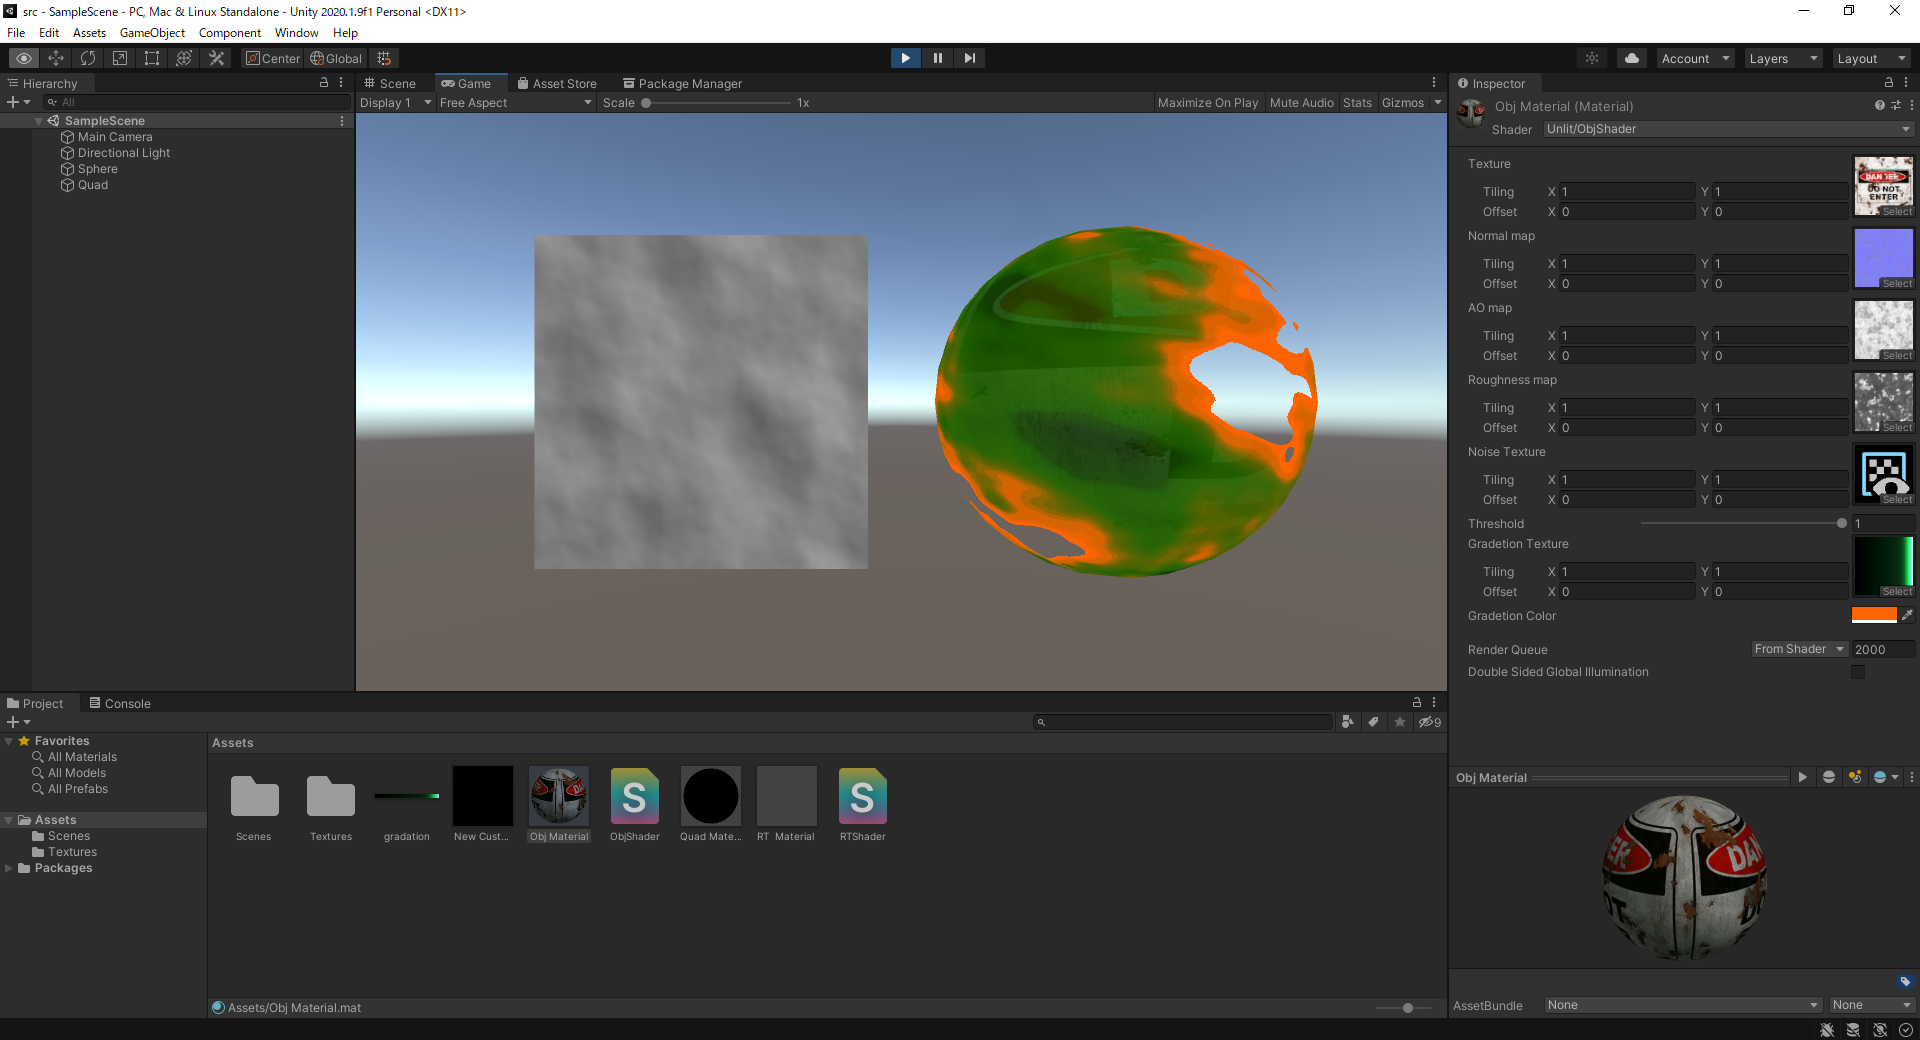 src - SampleScene - PC, Mac & Linux Standalone - Unity 2020.1.9f1 Personal <DX11>
File Edit Assets GameObject Component Window Help
Center Global Account Layers Layout
Hierarchy
All
SampleScene
Main Camera
Directional Light
Sphere
Quad
Scene Game Asset Store Package Manager
Display 1 Free Aspect Scale 1x Maximize On Play Mute Audio Stats Gizmos
Inspector
Obj Material (Material)
Shader Unlit/ObjShader
Texture
Tiling X 1 Y 1
Offset X 0 Y 0
DANGER
DO NOT
ENTER
Select
Normal map
Tiling X 1 Y 1
Offset X 0 Y 0
Select
AO map
Tiling X 1 Y 1
Offset X 0 Y 0
Select
Roughness map
Tiling X 1 Y 1
Offset X 0 Y 0
Select
Noise Texture
Tiling X 1 Y 1
Offset X 0 Y 0
Select
Threshold 1
Gradetion Texture
Tiling X 1 Y 1
Offset X 0 Y 0
Select
Gradetion Color
Render Queue From Shader 2000
Double Sided Global Illumination
Project Console
9
Favorites
All Materials
All Models
All Prefabs
Assets
Scenes
Textures
Packages
Assets
Scenes Textures gradation New Cust... Obj Material ObjShader Quad Mate... RT_Material RTShader
Assets/Obj Material.mat
Obj Material
AssetBundle None None